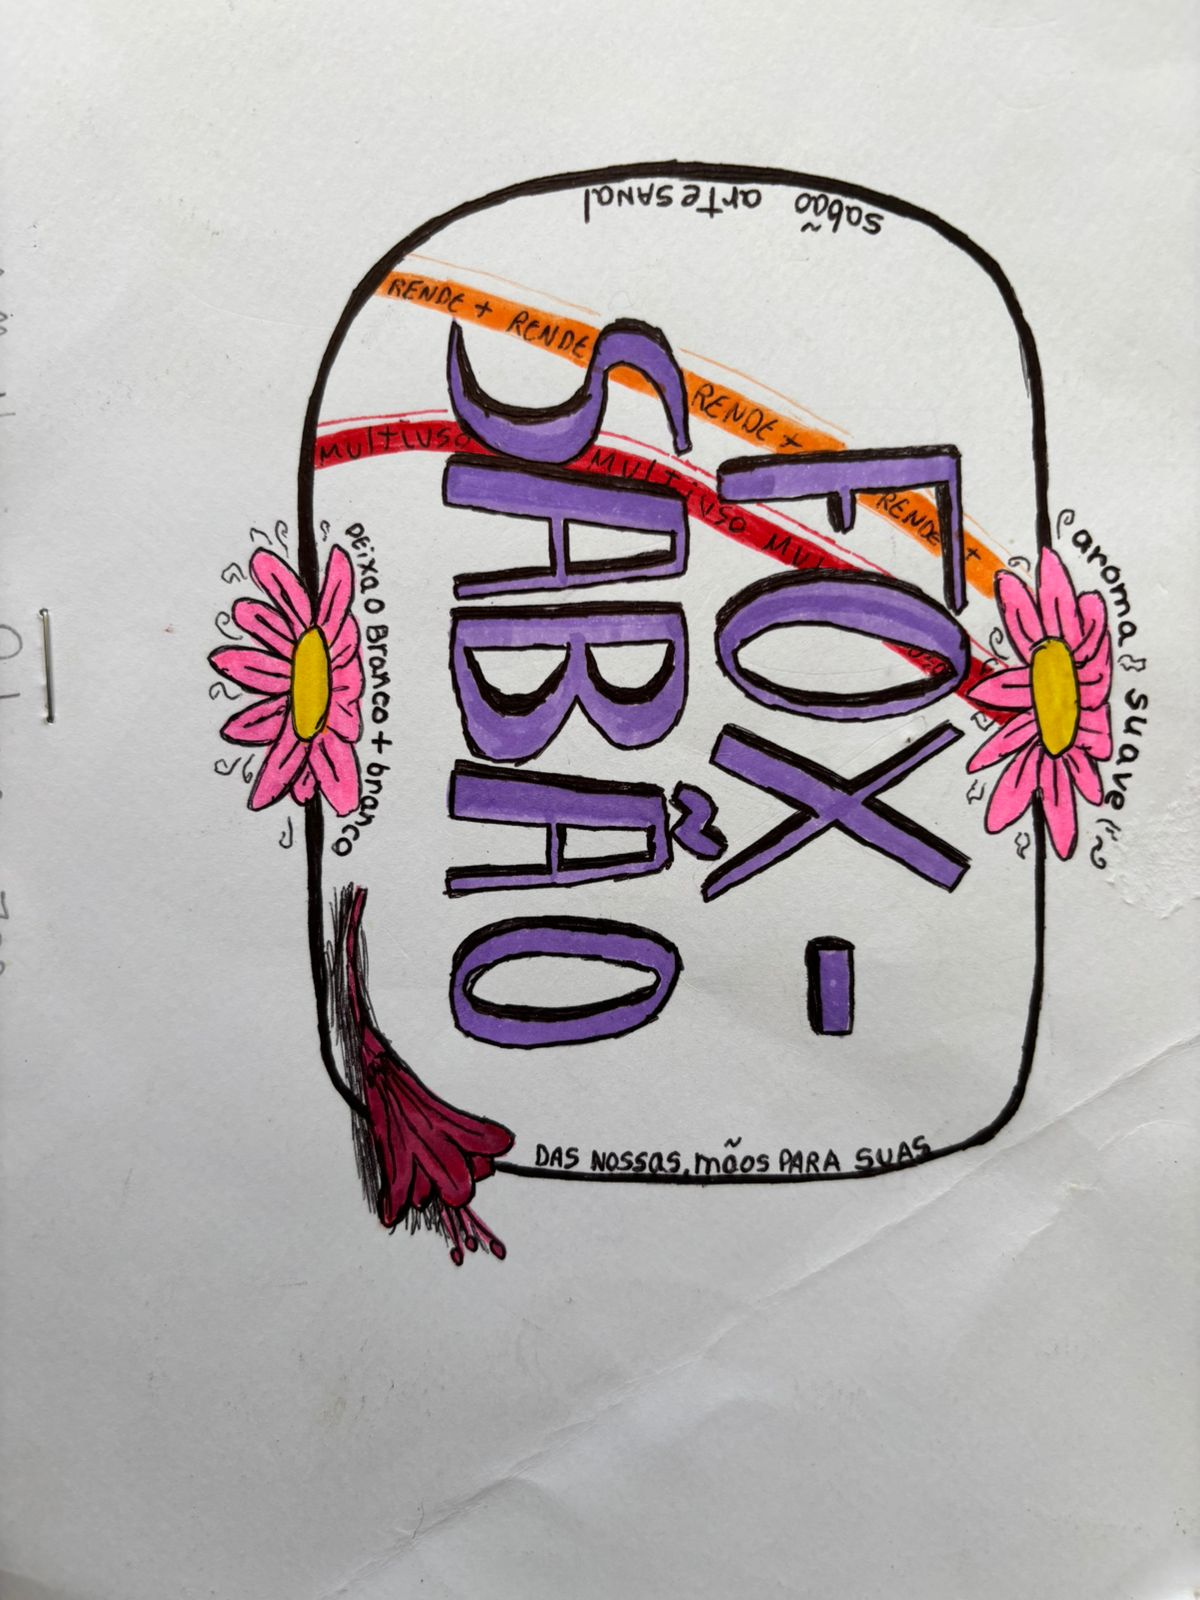 aroma suave
sabão artesanal
FOX-
SABÃO
RENDE + RENDE RENDE + RENDE +
MULTIUSO MULTIUSO
DEIXA O BRANCO + branco
DAS NOSSAS, mãos PARA SUAS